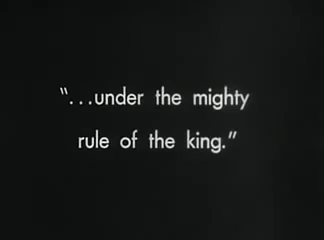 “...under the mighty
rule of the king.”